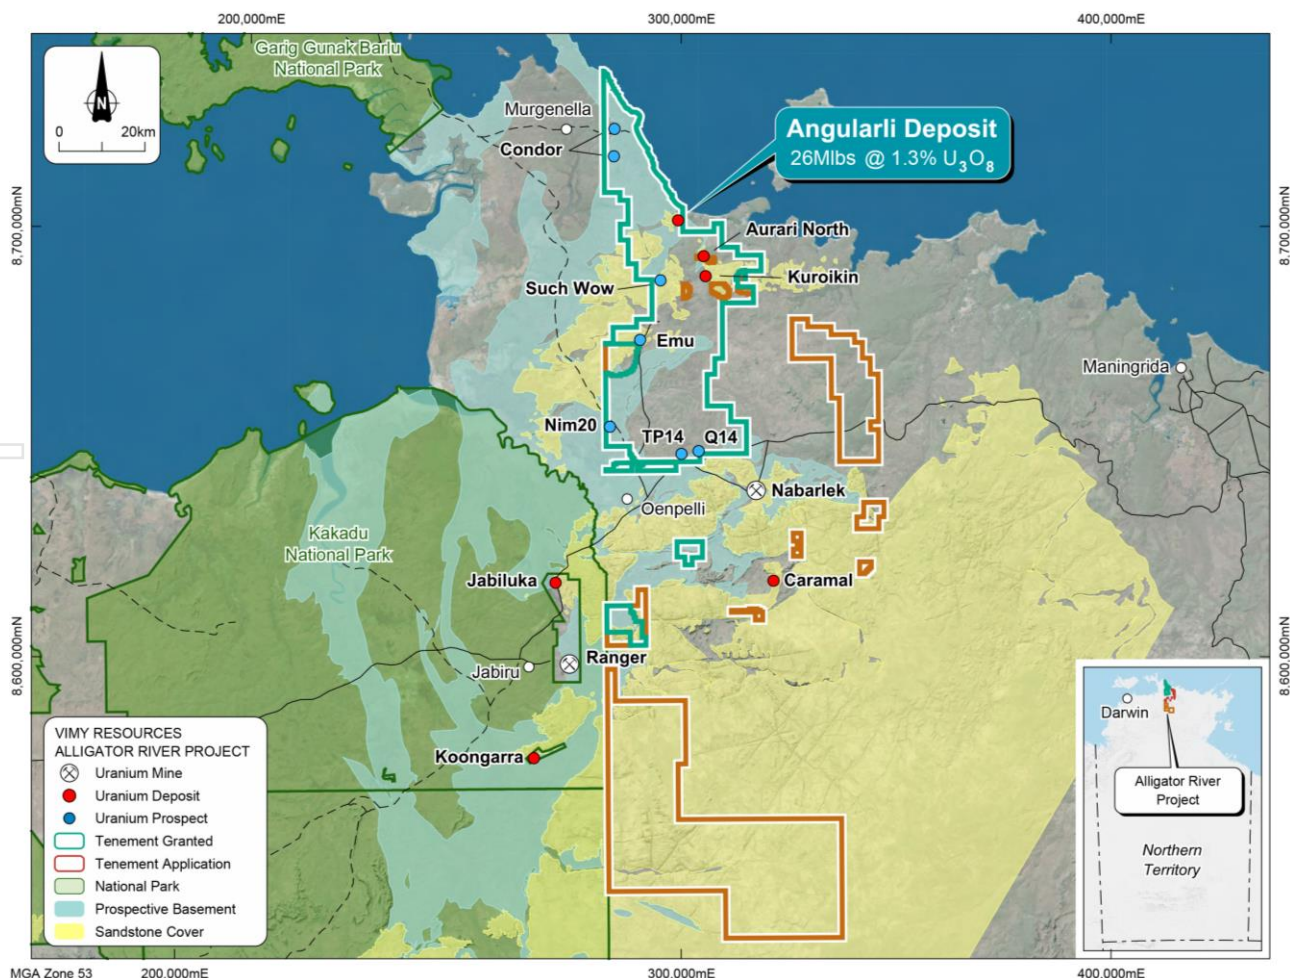 200,000mE
300,000mE
400,000mE
Garig Gunak Barlu
National Park
N
0
20km
Murgenella
Condor
Angularli Deposit
26Mlbs @ 1.3% U3O8
8,700,000mN
8,700,000mN
Aurari North
Such Wow
Kuroikin
Emu
Maningrida
Nim20
TP14
Q14
Nabarlek
Oenpelli
Kakadu
National Park
Jabiluka
Caramal
8,600,000mN
8,600,000mN
Ranger
Jabiru
Koongarra
VIMY RESOURCES
ALLIGATOR RIVER PROJECT
Uranium Mine
Uranium Deposit
Uranium Prospect
Tenement Granted
Tenement Application
National Park
Prospective Basement
Sandstone Cover
Darwin
Alligator River
Project
Northern
Territory
MGA Zone 53
200,000mE
300,000mE
400,000mE